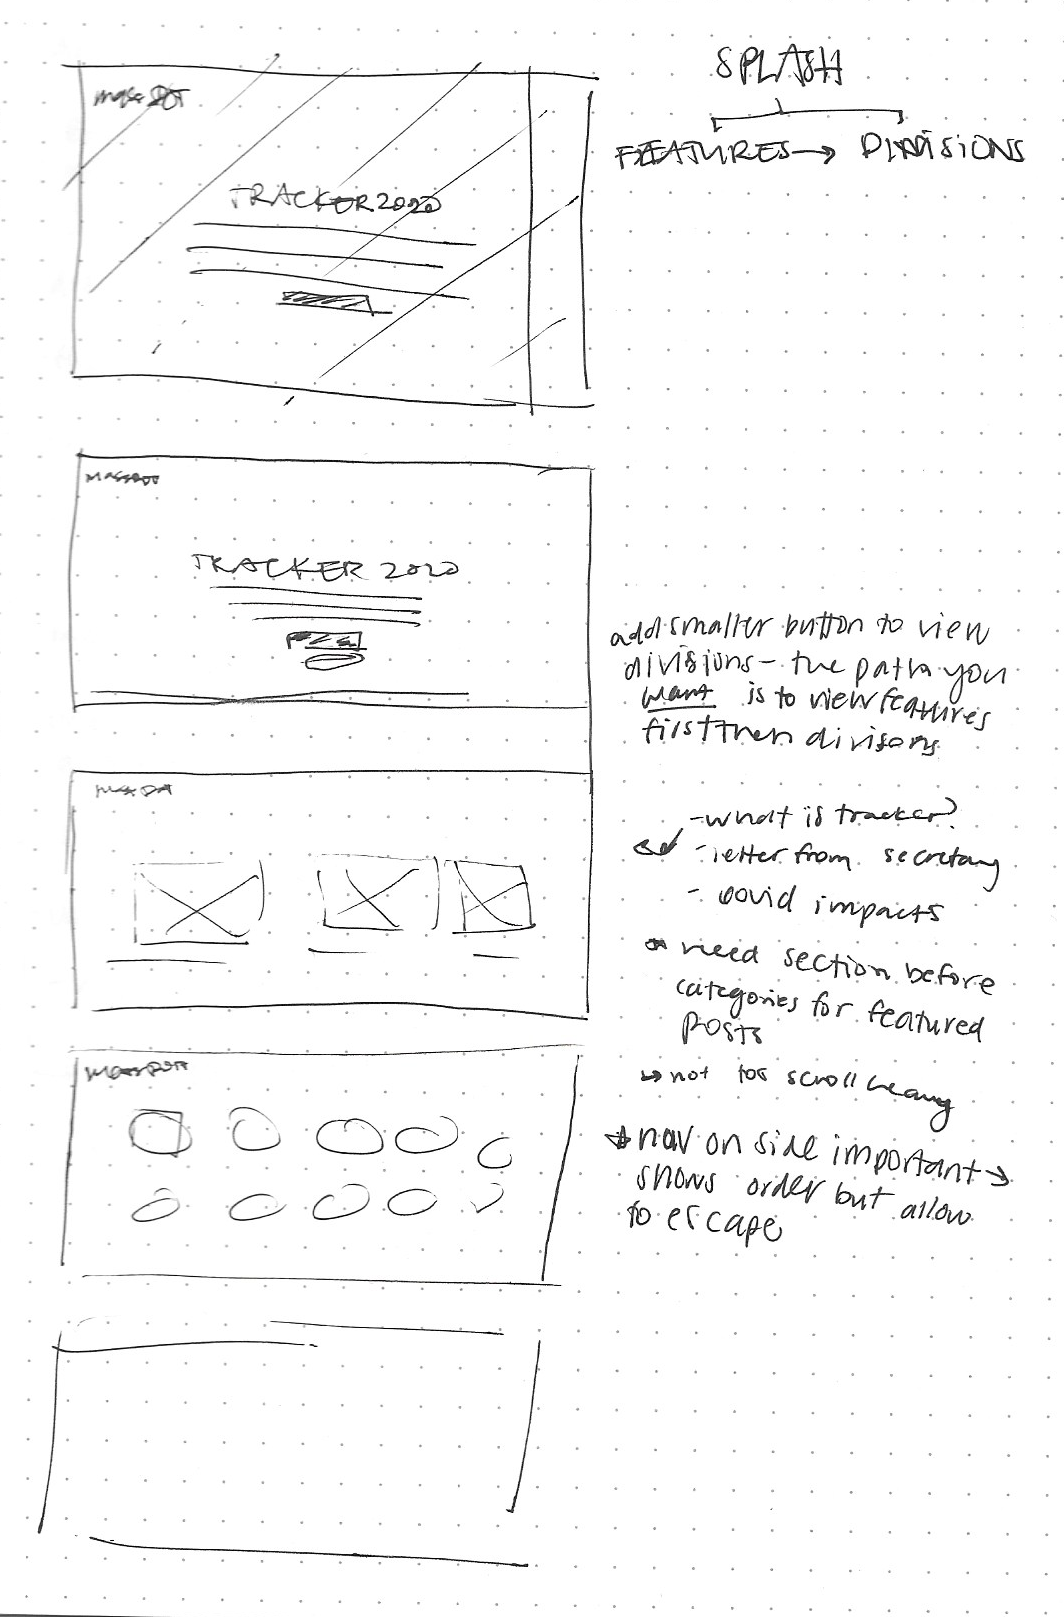 SPLASH
FEATURES → DIVISIONS
MassDOT
TRACKER 2020
MassDOT
TRACKER 2020
add smaller button to view
divisions - the path you
want is to view features
first then divisons
- what is tracker?
- letter from secretary
- covid impacts
need section before
categories for featured
posts
→ not too scroll heavy
nav on side important →
shows order but allow
to escape